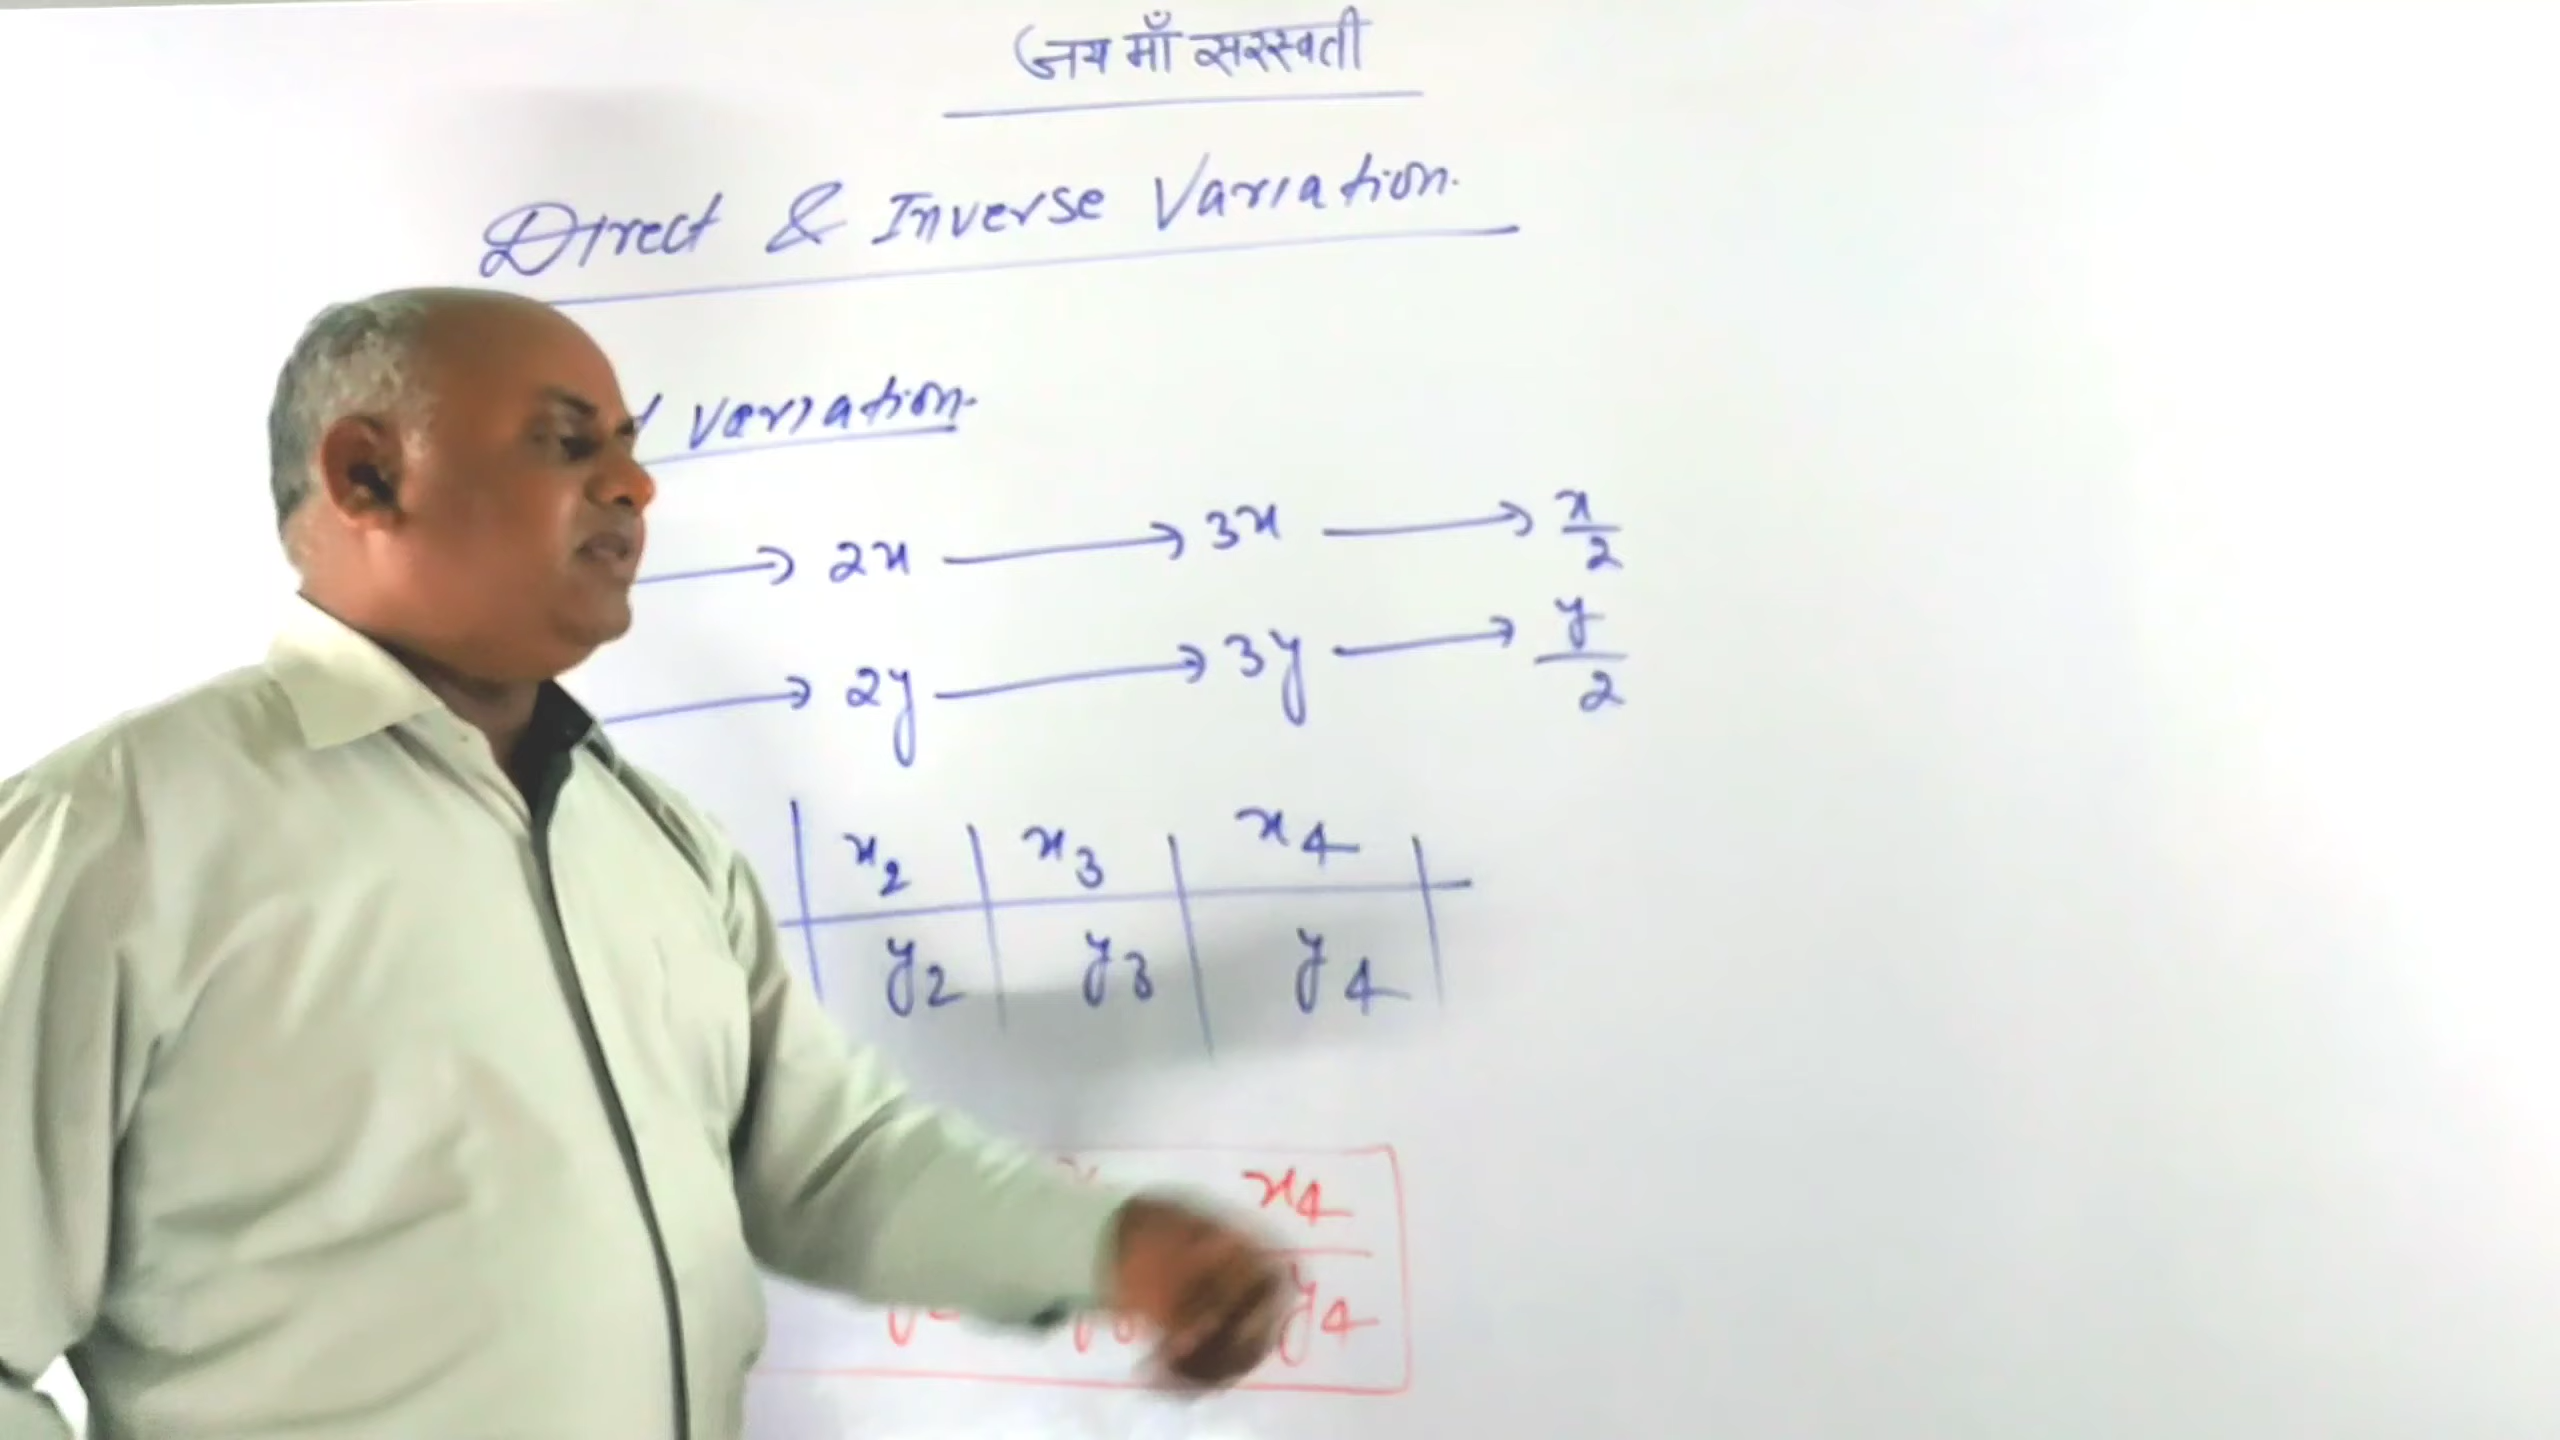 जय माँ सरस्वती
Direct & Inverse Variation.
variation.
→ 2x → 3x → x/2
→ 2y → 3y → y/2
x2 | x3 | x4
y2 | y3 | y4
x4
y4